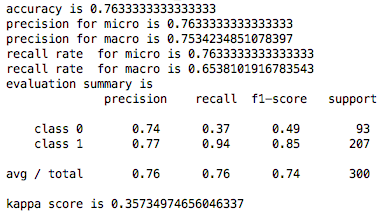 accuracy is 0.7633333333333333
precision for micro is 0.7633333333333333
precision for macro is 0.7534234851078397
recall rate  for micro is 0.7633333333333333
recall rate  for macro is 0.6538101916783543
evaluation summary is
             precision    recall  f1-score   support

    class 0       0.74      0.37      0.49        93
    class 1       0.77      0.94      0.85       207

avg / total       0.76      0.76      0.74       300

kappa score is 0.35734974656046337